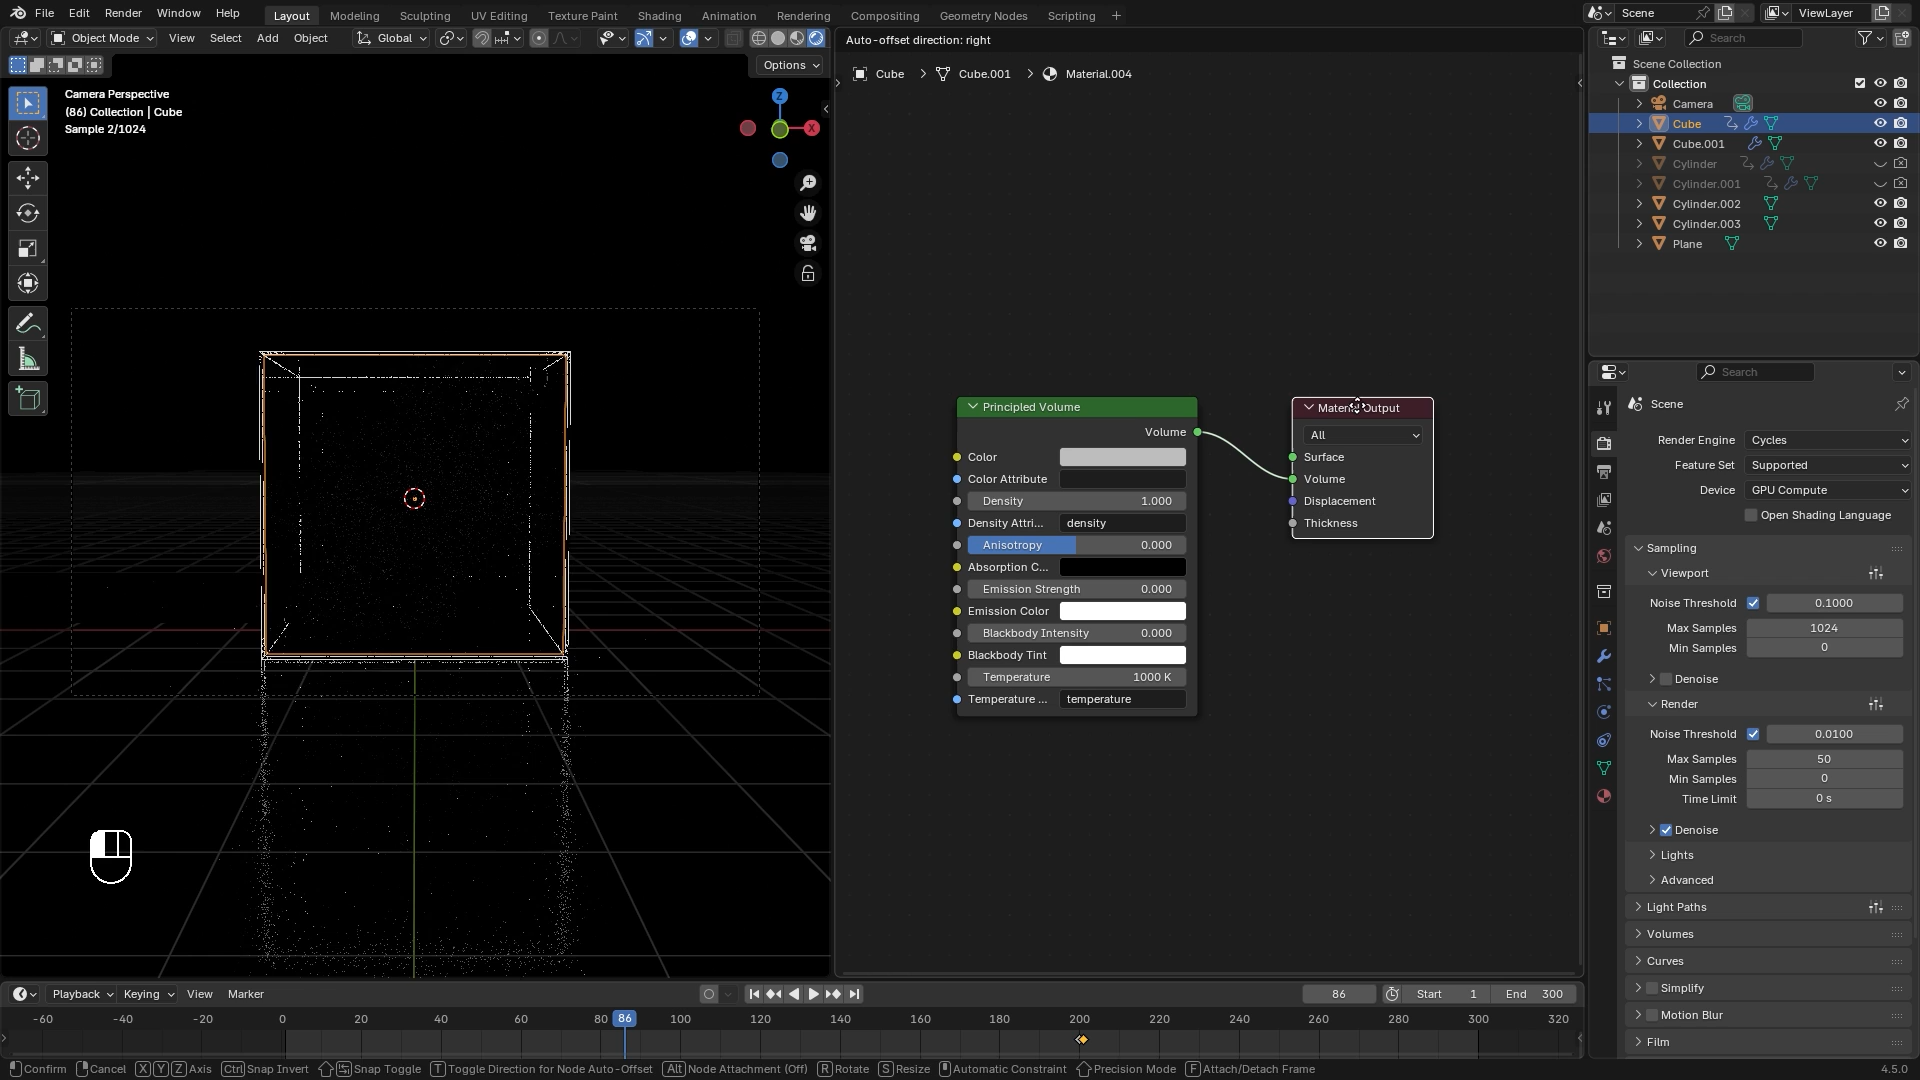 File Edit Render Window Help Layout Modeling Sculpting UV Editing Texture Paint Shading Animation Rendering Compositing Geometry Nodes Scripting + Scene ViewLayer
Object Mode View Select Add Object Global
Options
Auto-offset direction: right
Cube > Cube.001 > Material.004
Camera Perspective
(86) Collection | Cube
Sample 2/1024
Z
X
Principled Volume
Volume
Color
Color Attribute
Density 1.000
Density Attri... density
Anisotropy 0.000
Absorption C...
Emission Strength 0.000
Emission Color
Blackbody Intensity 0.000
Blackbody Tint
Temperature 1000 K
Temperature ... temperature
Material Output
All
Surface
Volume
Displacement
Thickness
Search
Scene Collection
Collection
Camera
Cube
Cube.001
Cylinder
Cylinder.001
Cylinder.002
Cylinder.003
Plane
Search
Scene
Render Engine Cycles
Feature Set Supported
Device GPU Compute
Open Shading Language
Sampling
Viewport
Noise Threshold 0.1000
Max Samples 1024
Min Samples 0
Denoise
Render
Noise Threshold 0.0100
Max Samples 50
Min Samples 0
Time Limit 0 s
Denoise
Lights
Advanced
Light Paths
Volumes
Curves
Simplify
Motion Blur
Film
Playback Keying View Marker 86 Start 1 End 300
-60 -40 -20 0 20 40 60 80 86 100 120 140 160 180 200 220 240 260 280 300 320
Confirm Cancel X Y Z Axis Ctrl Snap Invert Snap Toggle T Toggle Direction for Node Auto-Offset Alt Node Attachment (Off) R Rotate S Resize Automatic Constraint Precision Mode F Attach/Detach Frame 4.5.0